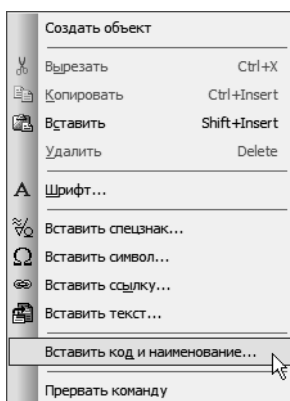 Создать объект
Вырезать Ctrl+X
Копировать Ctrl+Insert
Вставить Shift+Insert
Удалить Delete
Шрифт...
Вставить спецзнак...
Вставить символ...
Вставить ссылку...
Вставить текст...
Вставить код и наименование...
Прервать команду